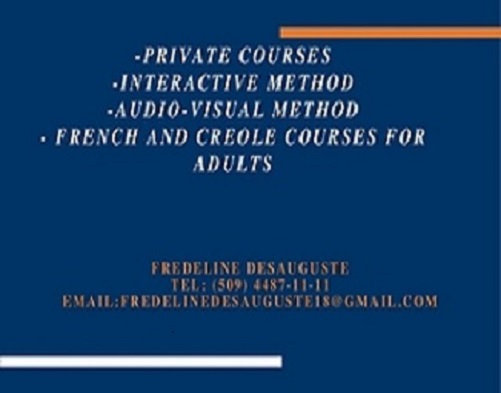 -PRIVATE COURSES
-INTERACTIVE METHOD
-AUDIO-VISUAL METHOD
- FRENCH AND CREOLE COURSES FOR
ADULTS
FREDELINE DESAUGUSTE
TEL: (509) 4487-11-11
EMAIL:FREDELINEDESAUGUSTE18@GMAIL.COM